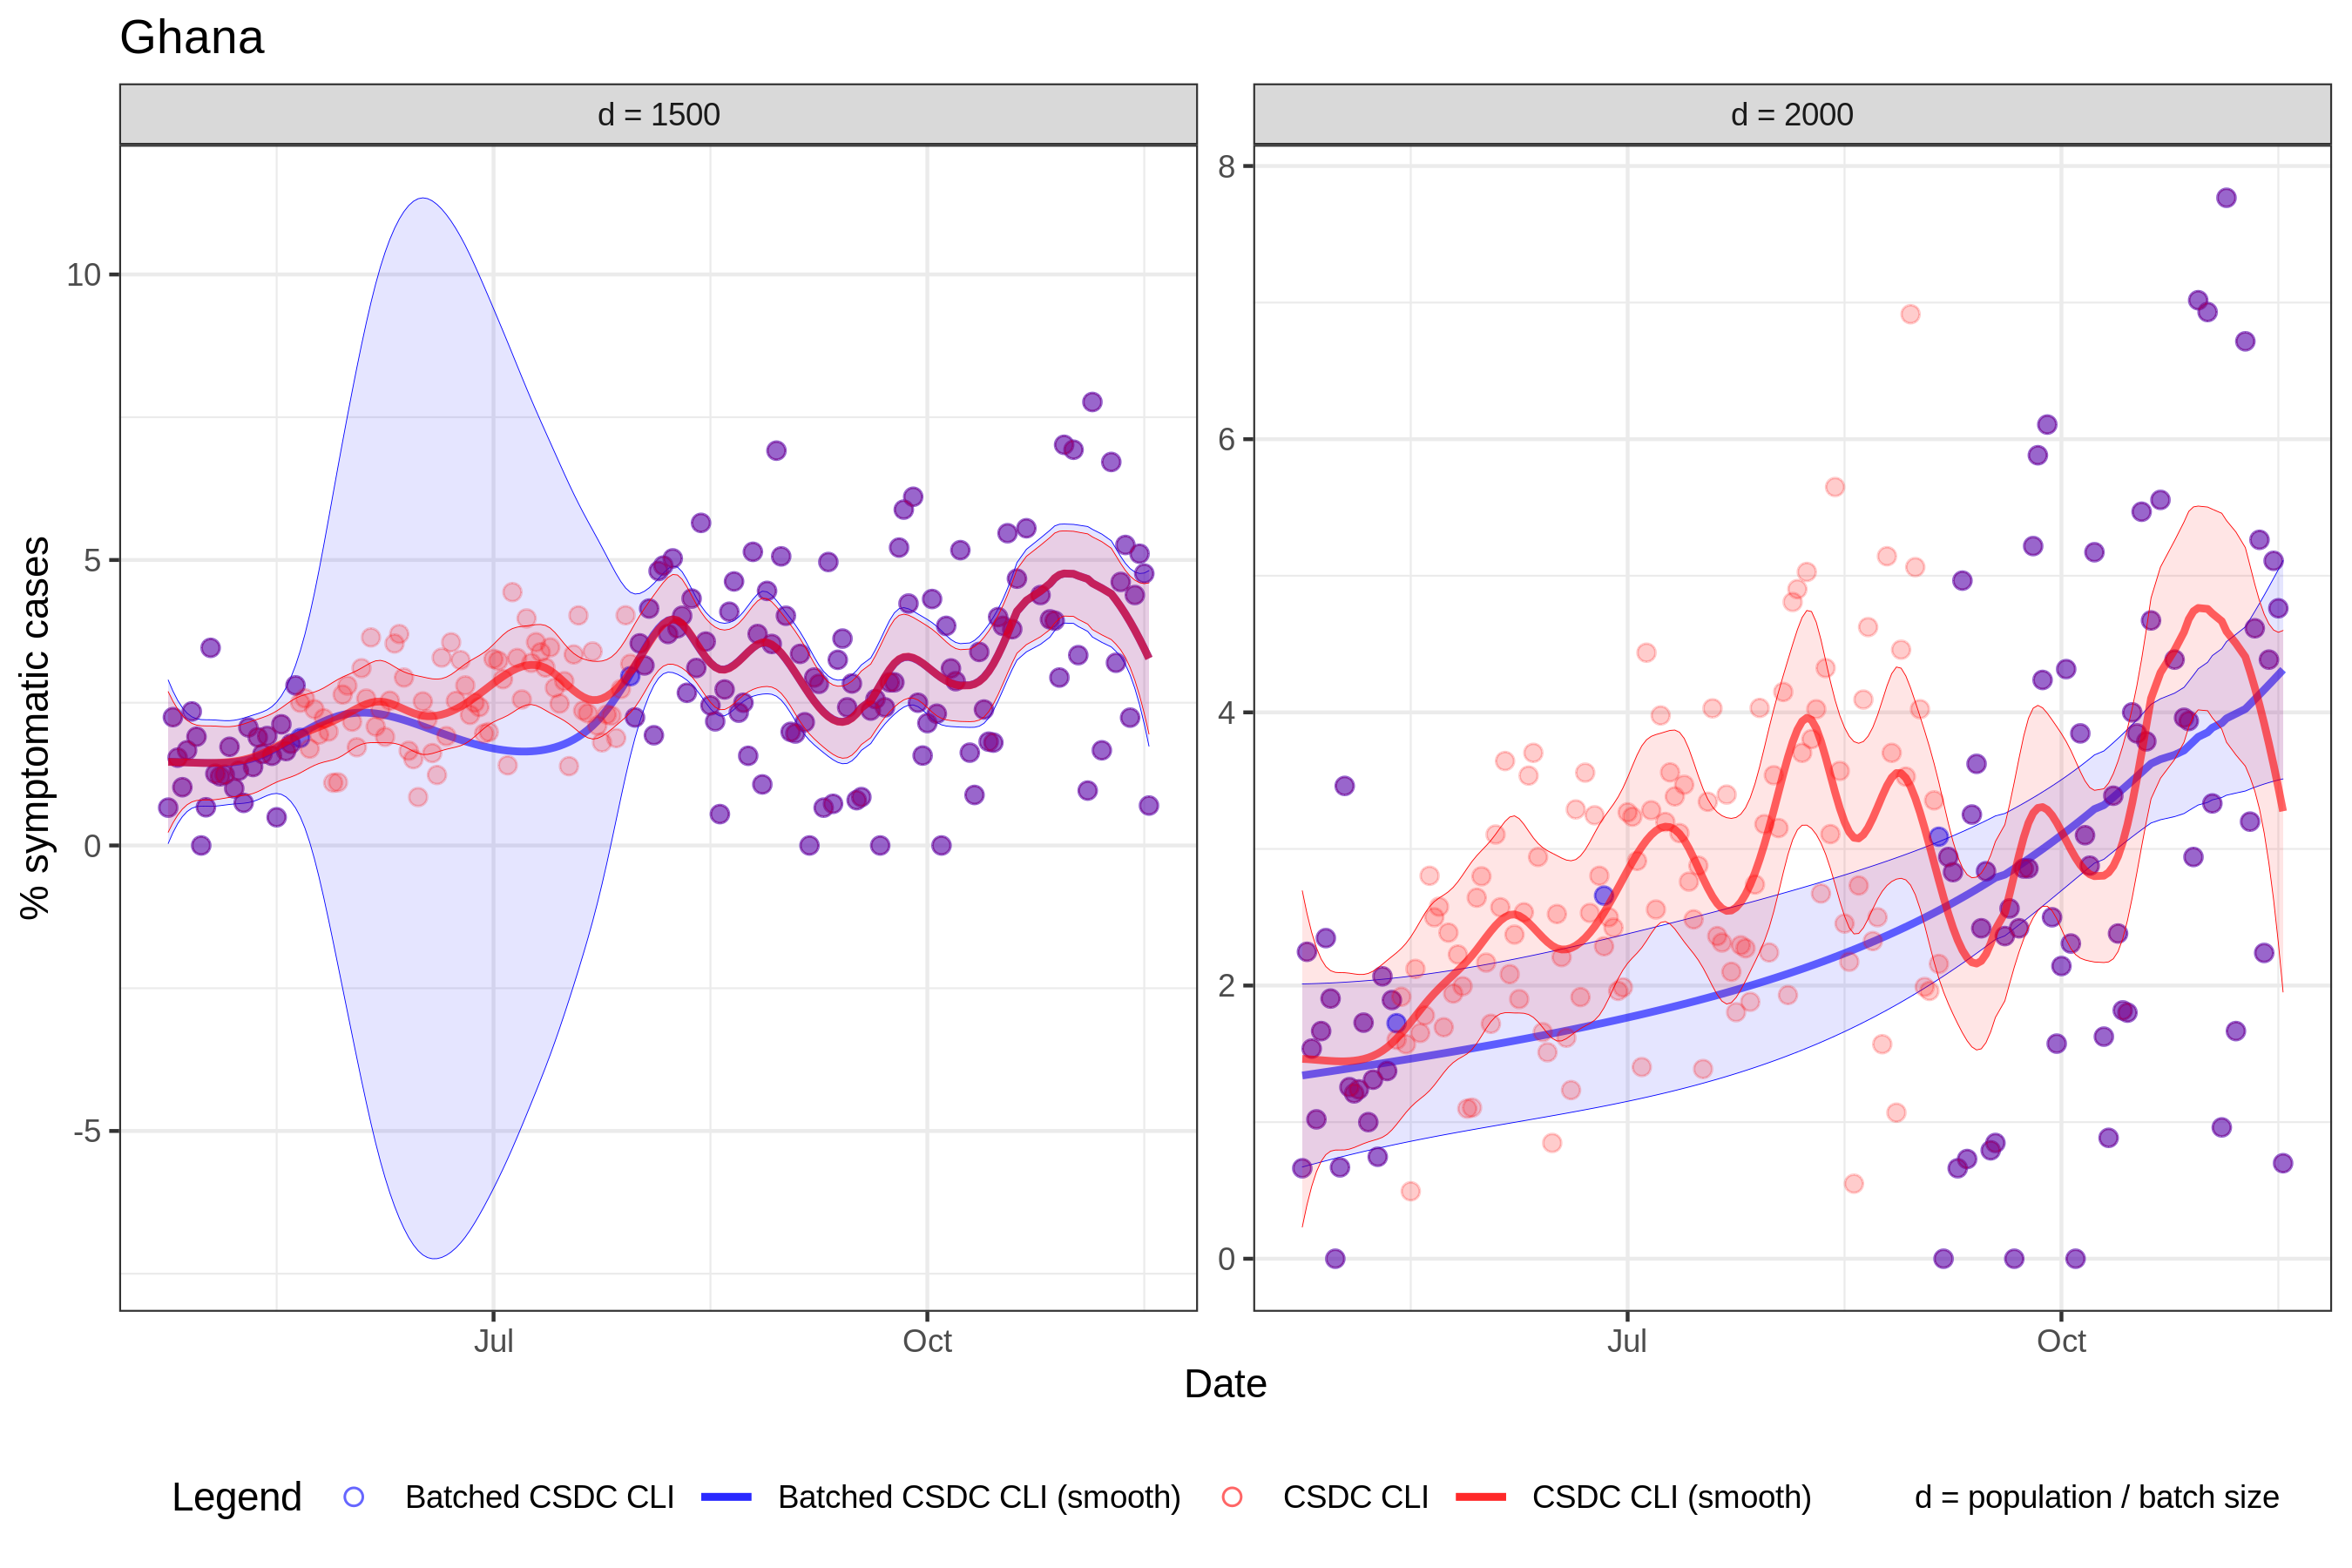 Ghana
d = 1500
d = 2000
10
5
0
-5
8
6
4
2
0
% symptomatic cases
Jul
Oct
Jul
Oct
Date
Legend
Batched CSDC CLI
Batched CSDC CLI (smooth)
CSDC CLI
CSDC CLI (smooth)
d = population / batch size